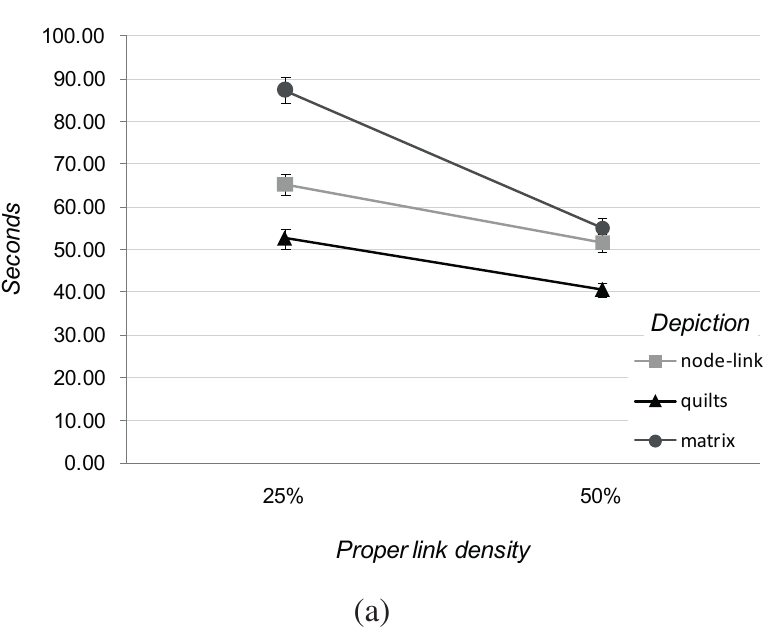 100.00
90.00
80.00
70.00
60.00
50.00
40.00
30.00
20.00
10.00
0.00
Seconds
Depiction
node-link
quilts
matrix
25% 50%
Proper link density
(a)